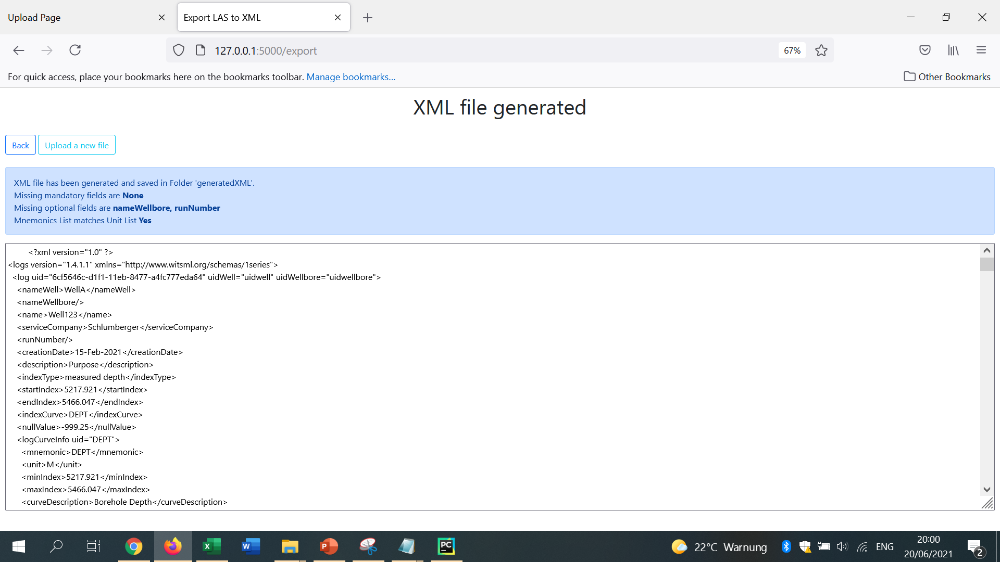 Upload Page
Export LAS to XML
127.0.0.1:5000/export
67%
For quick access, place your bookmarks here on the bookmarks toolbar. Manage bookmarks...
Other Bookmarks
XML file generated
Back
Upload a new file
XML file has been generated and saved in Folder 'generatedXML'.
Missing mandatory fields are None
Missing optional fields are nameWellbore, runNumber
Mnemonics List matches Unit List Yes
<?xml version="1.0" ?>
<logs version="1.4.1.1" xmlns="http://www.witsml.org/schemas/1series">
<log uid="6cf5646c-d1f1-11eb-8477-a4fc777eda64" uidWell="uidwell" uidWellbore="uidwellbore">
<nameWell>WellA</nameWell>
<nameWellbore/>
<name>Well123</name>
<serviceCompany>Schlumberger</serviceCompany>
<runNumber/>
<creationDate>15-Feb-2021</creationDate>
<description>Purpose</description>
<indexType>measured depth</indexType>
<startIndex>5217.921</startIndex>
<endIndex>5466.047</endIndex>
<indexCurve>DEPT</indexCurve>
<nullValue>-999.25</nullValue>
<logCurveInfo uid="DEPT">
<mnemonic>DEPT</mnemonic>
<unit>M</unit>
<minIndex>5217.921</minIndex>
<maxIndex>5466.047</maxIndex>
<curveDescription>Borehole Depth</curveDescription>
X
W
P
PC
22°C Warnung
ENG
20:00
20/06/2021
2